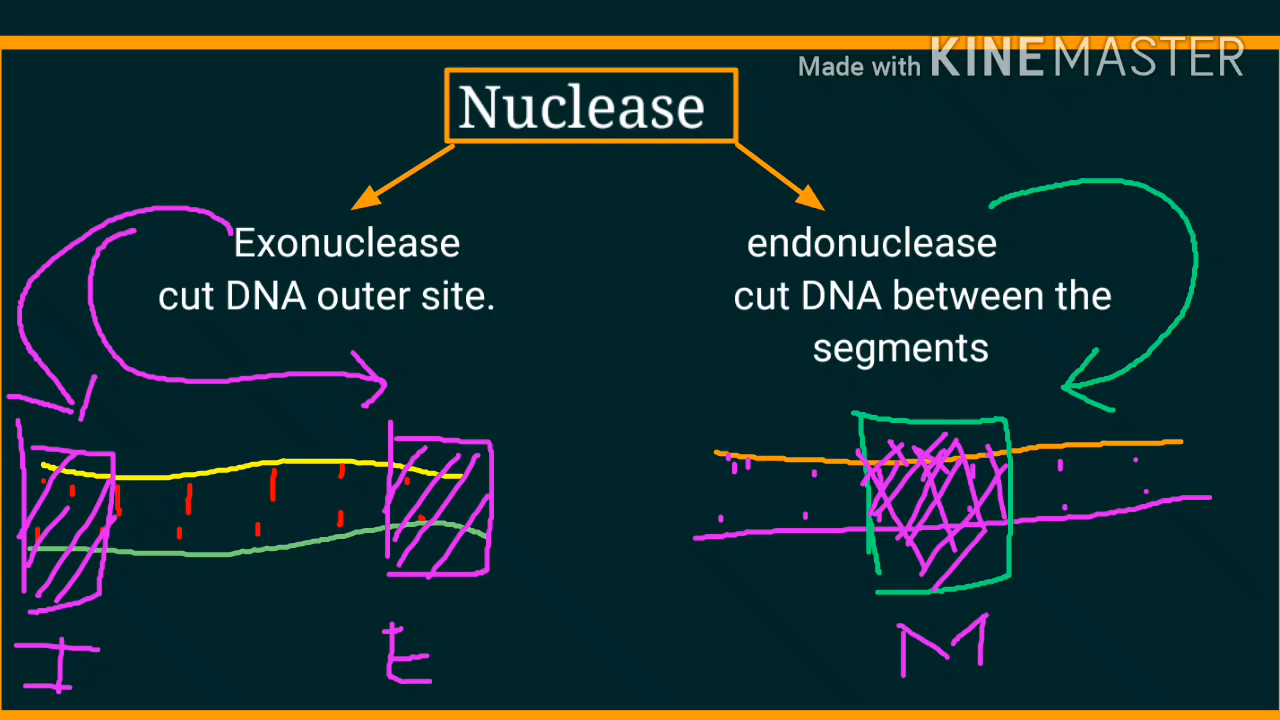 Made with KINEMASTER
Nuclease
Exonuclease
cut DNA outer site.
endonuclease
cut DNA between the
segments
I
E
M